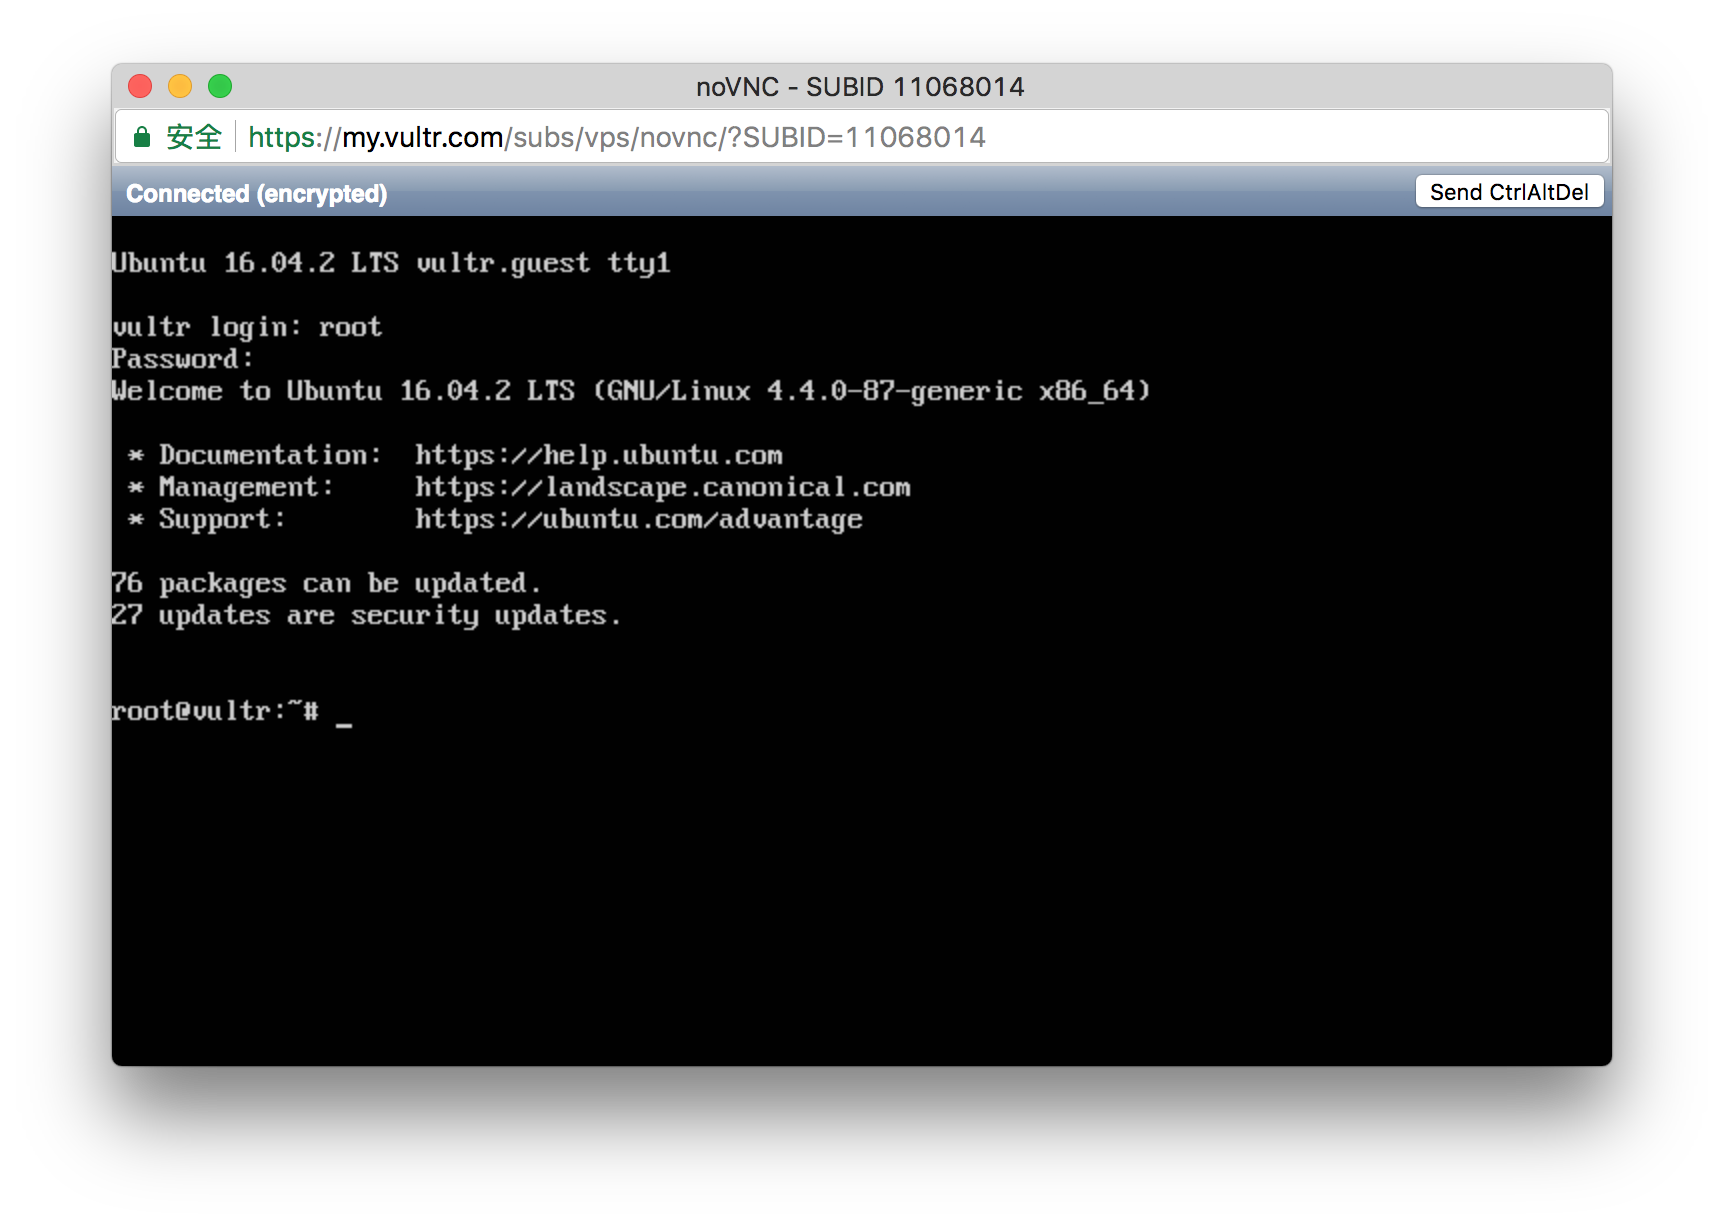 noVNC - SUBID 11068014
安全 https://my.vultr.com/subs/vps/novnc/?SUBID=11068014
Connected (encrypted) Send CtrlAltDel
Ubuntu 16.04.2 LTS vultr.guest tty1
vultr login: root
Password:
Welcome to Ubuntu 16.04.2 LTS (GNU/Linux 4.4.0-87-generic x86_64)
* Documentation:  https://help.ubuntu.com
* Management:     https://landscape.canonical.com
* Support:        https://ubuntu.com/advantage
76 packages can be updated.
27 updates are security updates.
root@vultr:~# _